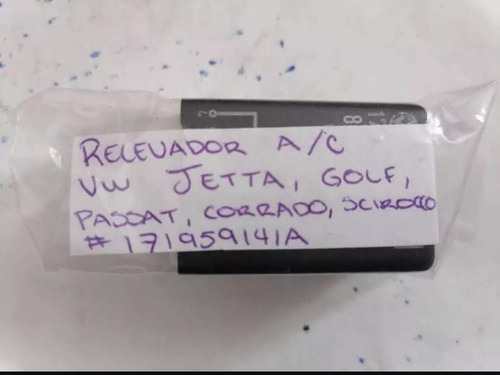 RELEVADOR A/C
VW JETTA, GOLF,
PASSAT, CORRADO, SCIROCCO
# 171959141A